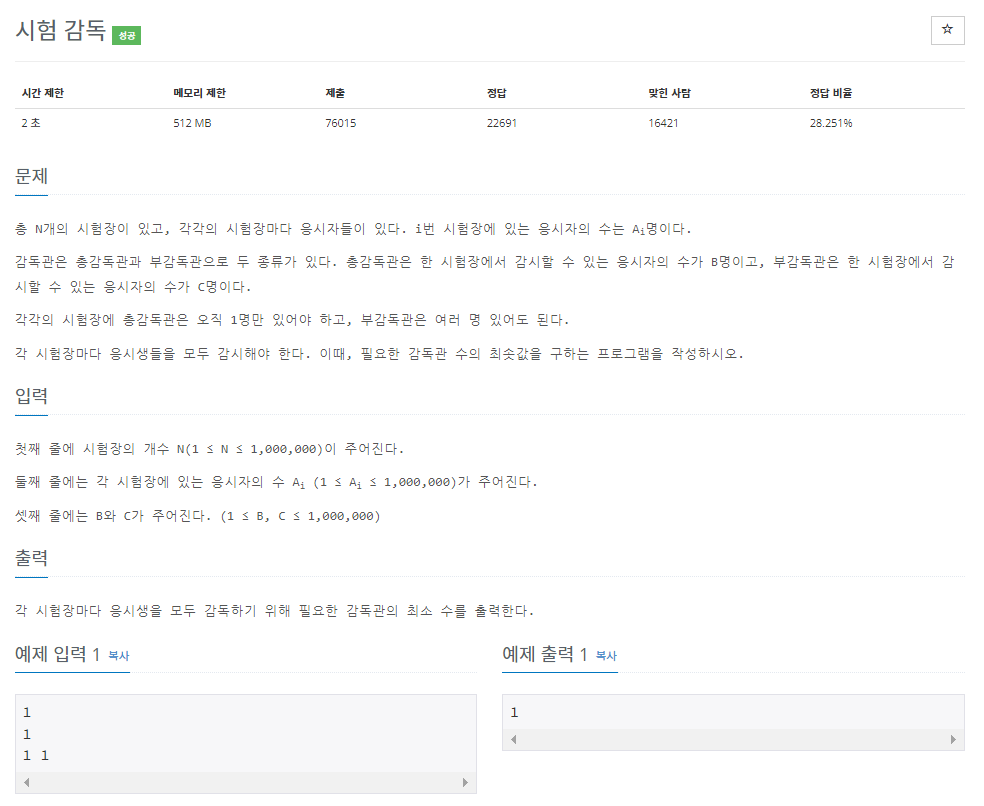 시험 감독 성공
☆
시간 제한 메모리 제한 제출 정답 맞힌 사람 정답 비율
2 초 512 MB 76015 22691 16421 28.251%
문제
총 N개의 시험장이 있고, 각각의 시험장마다 응시자들이 있다. i번 시험장에 있는 응시자의 수는 Ai명이다.
감독관은 총감독관과 부감독관으로 두 종류가 있다. 총감독관은 한 시험장에서 감시할 수 있는 응시자의 수가 B명이고, 부감독관은 한 시험장에서 감
시할 수 있는 응시자의 수가 C명이다.
각각의 시험장에 총감독관은 오직 1명만 있어야 하고, 부감독관은 여러 명 있어도 된다.
각 시험장마다 응시생들을 모두 감시해야 한다. 이때, 필요한 감독관 수의 최솟값을 구하는 프로그램을 작성하시오.
입력
첫째 줄에 시험장의 개수 N(1 ≤ N ≤ 1,000,000)이 주어진다.
둘째 줄에는 각 시험장에 있는 응시자의 수 Ai (1 ≤ Ai ≤ 1,000,000)가 주어진다.
셋째 줄에는 B와 C가 주어진다. (1 ≤ B, C ≤ 1,000,000)
출력
각 시험장마다 응시생을 모두 감독하기 위해 필요한 감독관의 최소 수를 출력한다.
예제 입력 1 복사
1
1
1 1
예제 출력 1 복사
1